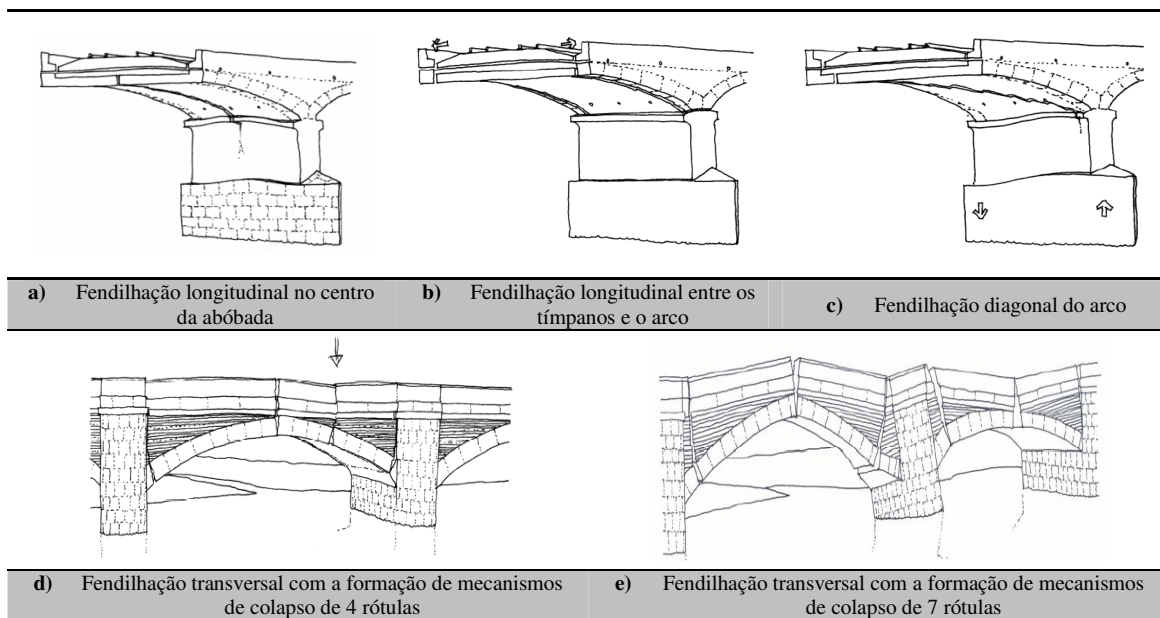 a) Fendilhação longitudinal no centro
da abóbada
b) Fendilhação longitudinal entre os
tímpanos e o arco
c) Fendilhação diagonal do arco
d) Fendilhação transversal com a formação de mecanismos
de colapso de 4 rótulas
e) Fendilhação transversal com a formação de mecanismos
de colapso de 7 rótulas